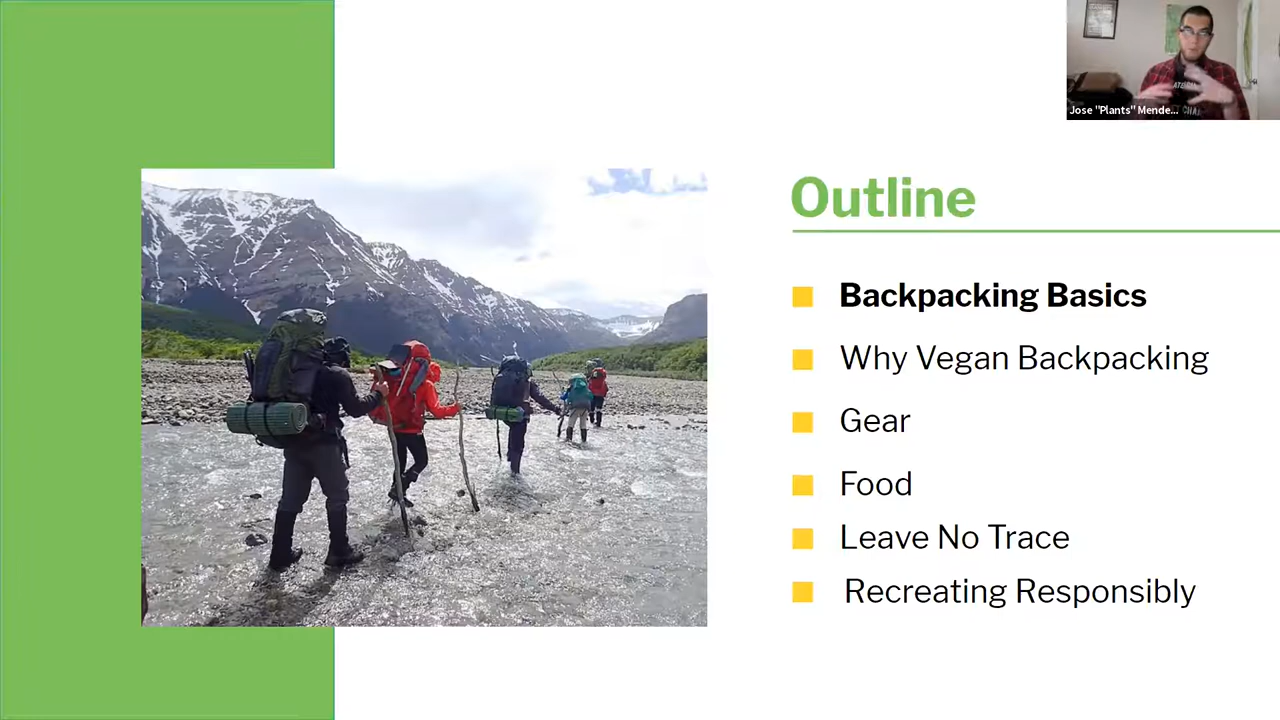 Jose "Plants" Mende...
Outline
Backpacking Basics
Why Vegan Backpacking
Gear
Food
Leave No Trace
Recreating Responsibly